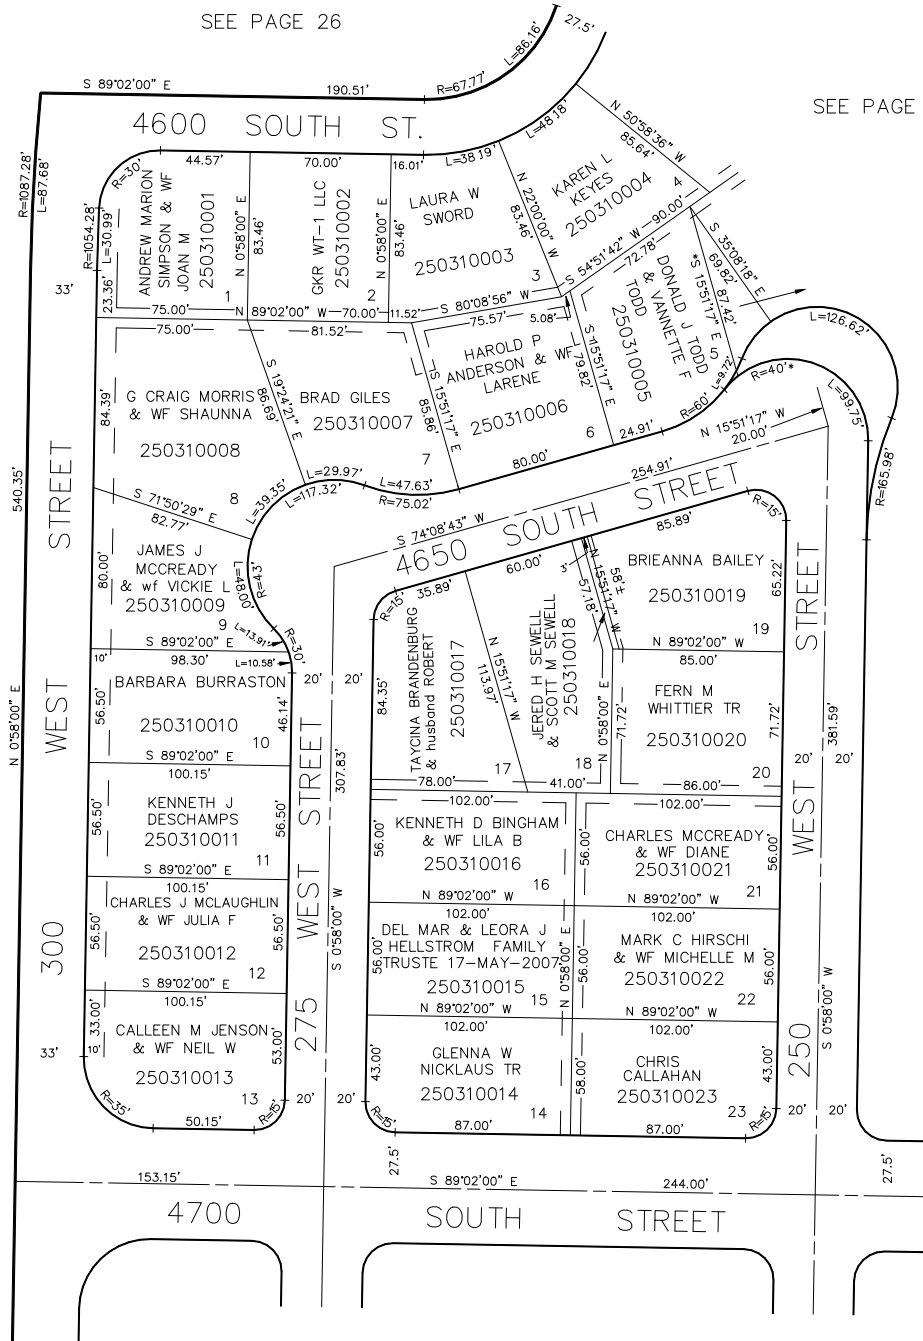 SEE PAGE 26
27.5'
L=86.16'
R=67.77'
S 89°02'00" E
190.51'
SEE PAGE
4600 SOUTH ST.
R=1087.28'
L=87.68'
R=30'
44.57'
70.00'
16.01'
L=38.19'
L=48.18'
N 50°58'36" W
85.64'
R=1054.28'
L=30.99'
33'
23.36'
ANDREW MARION
SIMPSON & WF
JOAN M
250310001
1
N 0°58'00" E
83.46'
GKR WT-1 LLC
250310002
2
N 0°58'00" E
83.46'
LAURA W
SWORD
250310003
3
N 22°00'00" W
83.46'
KAREN L
KEYES
250310004
4
S 54°51'42" W
90.00'
72.78'
S 35°08'18" E
69.82'
*S 15°51'17" E
87.42'
DONALD J TODD
& VANNETTE F
TODD
250310005
5
L=9.72'
L=126.62'
R=40'*
L=99.75'
R=165.98'
R=60'
75.00'
N 89°02'00" W
70.00'
11.52'
S 80°08'56" W
75.00'
81.52'
75.57'
5.08'
S 15°51'17" E
79.82'
HAROLD P
ANDERSON & WF
LARENE
250310006
6
24.91'
N 15°51'17" W
20.00'
G CRAIG MORRIS
& WF SHAUNNA
250310008
8
84.39'
S 19°24'21" E
86.69'
BRAD GILES
250310007
7
S 15°51'17" E
85.86'
80.00'
254.91'
L=29.97'
L=39.35'
L=117.32'
L=47.63'
R=75.02'
S 71°50'29" E
82.77'
540.35'
S 74°08'43" W
4650 SOUTH STREET
R=15'
85.89'
60.00'
35.89'
R=15'
JAMES J
MCCREADY
& wf VICKIE L
250310009
9
80.00'
L=48.00'
R=43'
L=13.91'
R=30'
L=10.58'
S 89°02'00" E
98.30'
10'
3'
N 15°51'17" W
58'±
57.18'
BRIEANNA BAILEY
250310019
19
65.22'
N 89°02'00" W
85.00'
TAYCINA BRANDENBURG
& husband ROBERT
250310017
17
84.35'
N 15°51'17" W
113.97'
JERED H SEWELL
& SCOTT M SEWELL
250310018
18
N 0°58'00" E
71.72'
FERN M
WHITTIER TR
250310020
20
71.72'
N 0°58'00" E
300 WEST STREET
BARBARA BURRASTON
250310010
10
56.50'
46.14'
20' 20'
S 89°02'00" E
100.15'
307.83'
381.59'
20' 20'
78.00'
41.00'
86.00'
KENNETH J
DESCHAMPS
250310011
11
56.50'
56.50'
S 89°02'00" E
100.15'
275 WEST STREET
S 0°58'00" W
102.00'
KENNETH D BINGHAM
& WF LILA B
250310016
16
56.00'
56.00'
N 89°02'00" W
102.00'
CHARLES MCCREADY
& WF DIANE
250310021
21
56.00'
N 89°02'00" W
250 WEST STREET
S 0°58'00" W
CHARLES J MCLAUGHLIN
& WF JULIA F
250310012
12
56.50'
56.50'
S 89°02'00" E
100.15'
102.00'
DEL MAR & LEORA J
HELLSTROM FAMILY
TRUSTE 17-MAY-2007
250310015
15
56.00'
N 0°58'00" E
56.00'
N 89°02'00" W
102.00'
MARK C HIRSCHI
& WF MICHELLE M
250310022
22
56.00'
N 89°02'00" W
33.00'
33'
10'
CALLEEN M JENSON
& WF NEIL W
250310013
13
53.00'
R=35'
50.15'
R=15'
20' 20'
102.00'
GLENNA W
NICKLAUS TR
250310014
14
43.00'
R=15'
87.00'
58.00'
102.00'
CHRIS
CALLAHAN
250310023
23
43.00'
87.00'
R=15'
20' 20'
27.5'
27.5'
153.15'
S 89°02'00" E
244.00'
4700 SOUTH STREET